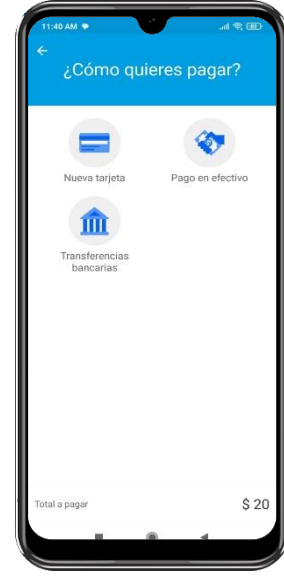 11:40 AM
¿Cómo quieres pagar?
Nueva tarjeta
Pago en efectivo
Transferencias
bancarias
Total a pagar
$ 20